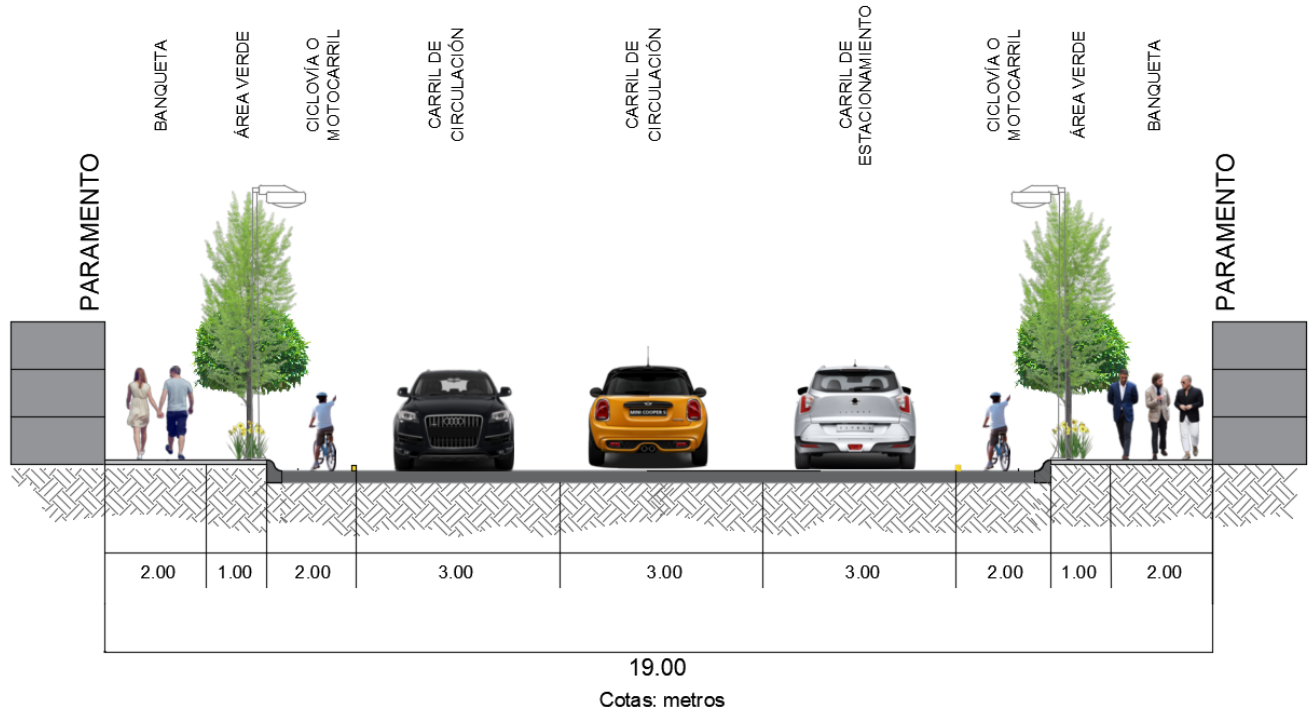 BANQUETA
ÁREA VERDE
CICLOVÍA O
MOTOCARRIL
CARRIL DE
CIRCULACIÓN
CARRIL DE
CIRCULACIÓN
CARRIL DE
ESTACIONAMIENTO
CICLOVÍA O
MOTOCARRIL
ÁREA VERDE
BANQUETA
PARAMENTO
PARAMENTO
MINI COOPER S
2.00
1.00
2.00
3.00
3.00
3.00
2.00
1.00
2.00
19.00
Cotas: metros